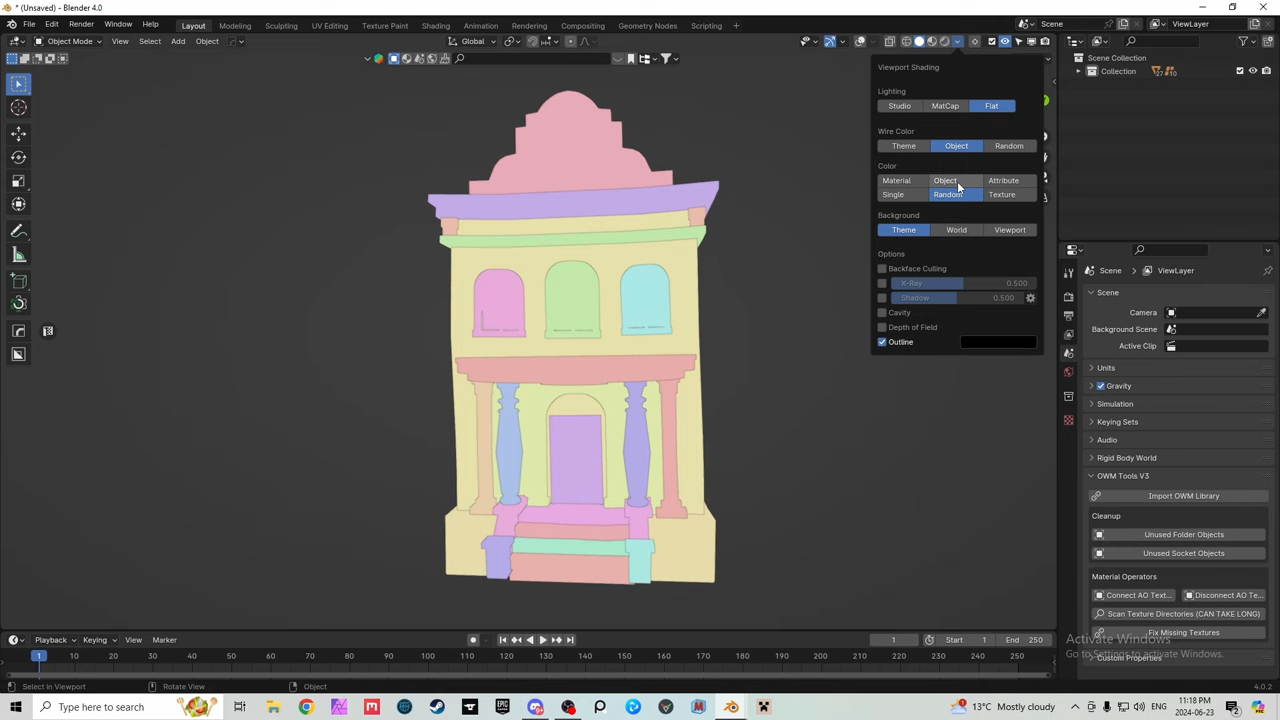 * (Unsaved) - Blender 4.0
File Edit Render Window Help Layout Modeling Sculpting UV Editing Texture Paint Shading Animation Rendering Compositing Geometry Nodes Scripting + Scene ViewLayer
Object Mode View Select Add Object Global
Viewport Shading
Lighting
Studio MatCap Flat
Wire Color
Theme Object Random
Color
Material Object Attribute
Single Random Texture
Background
Theme World Viewport
Options
Backface Culling
X-Ray 0.500
Shadow 0.500
Cavity
Depth of Field
Outline
Scene Collection
Collection 27 10
Scene ViewLayer
Scene
Camera
Background Scene
Active Clip
Units
Gravity
Simulation
Keying Sets
Audio
Rigid Body World
OWM Tools V3
Import OWM Library
Cleanup
Unused Folder Objects
Unused Socket Objects
Material Operators
Connect AO Text... Disconnect AO Te...
Scan Texture Directories (CAN TAKE LONG)
Fix Missing Textures
Custom Properties
Activate Windows
Go to Settings to activate Windows.
Playback Keying View Marker 1 Start 1 End 250
1 10 20 30 40 50 60 70 80 90 100 110 120 130 140 150 160 170 180 190 200 210 220 230 240 250
Select in Viewport Rotate View Object 4.0.2
Type here to search 13°C Mostly cloudy 11:18 PM
2024-06-23